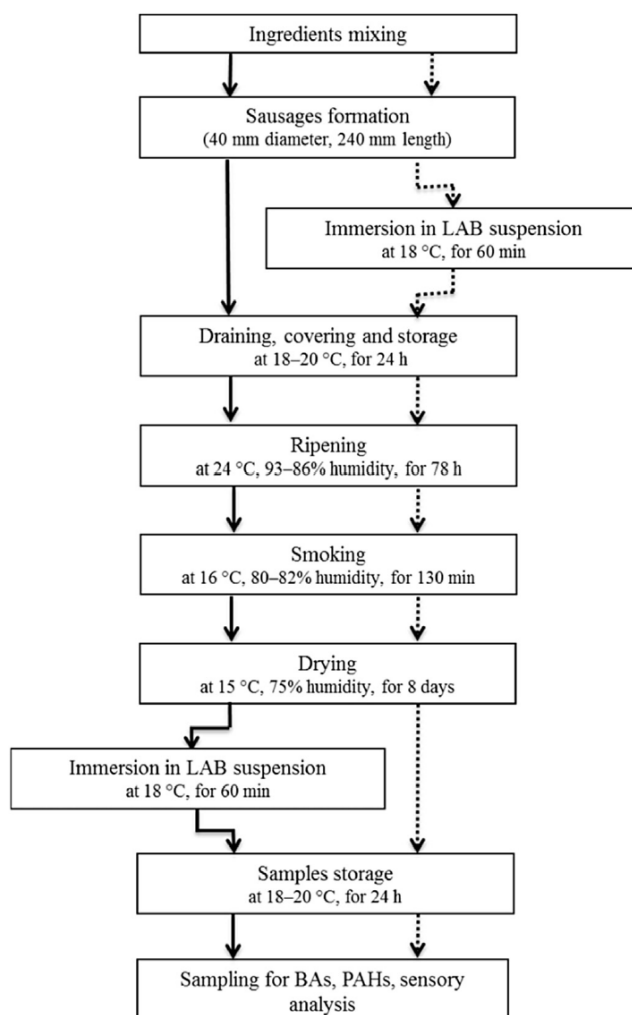 Ingredients mixing
Sausages formation
(40 mm diameter, 240 mm length)
Immersion in LAB suspension
at 18 °C, for 60 min
Draining, covering and storage
at 18–20 °C, for 24 h
Ripening
at 24 °C, 93–86% humidity, for 78 h
Smoking
at 16 °C, 80–82% humidity, for 130 min
Drying
at 15 °C, 75% humidity, for 8 days
Immersion in LAB suspension
at 18 °C, for 60 min
Samples storage
at 18–20 °C, for 24 h
Sampling for BAs, PAHs, sensory
analysis